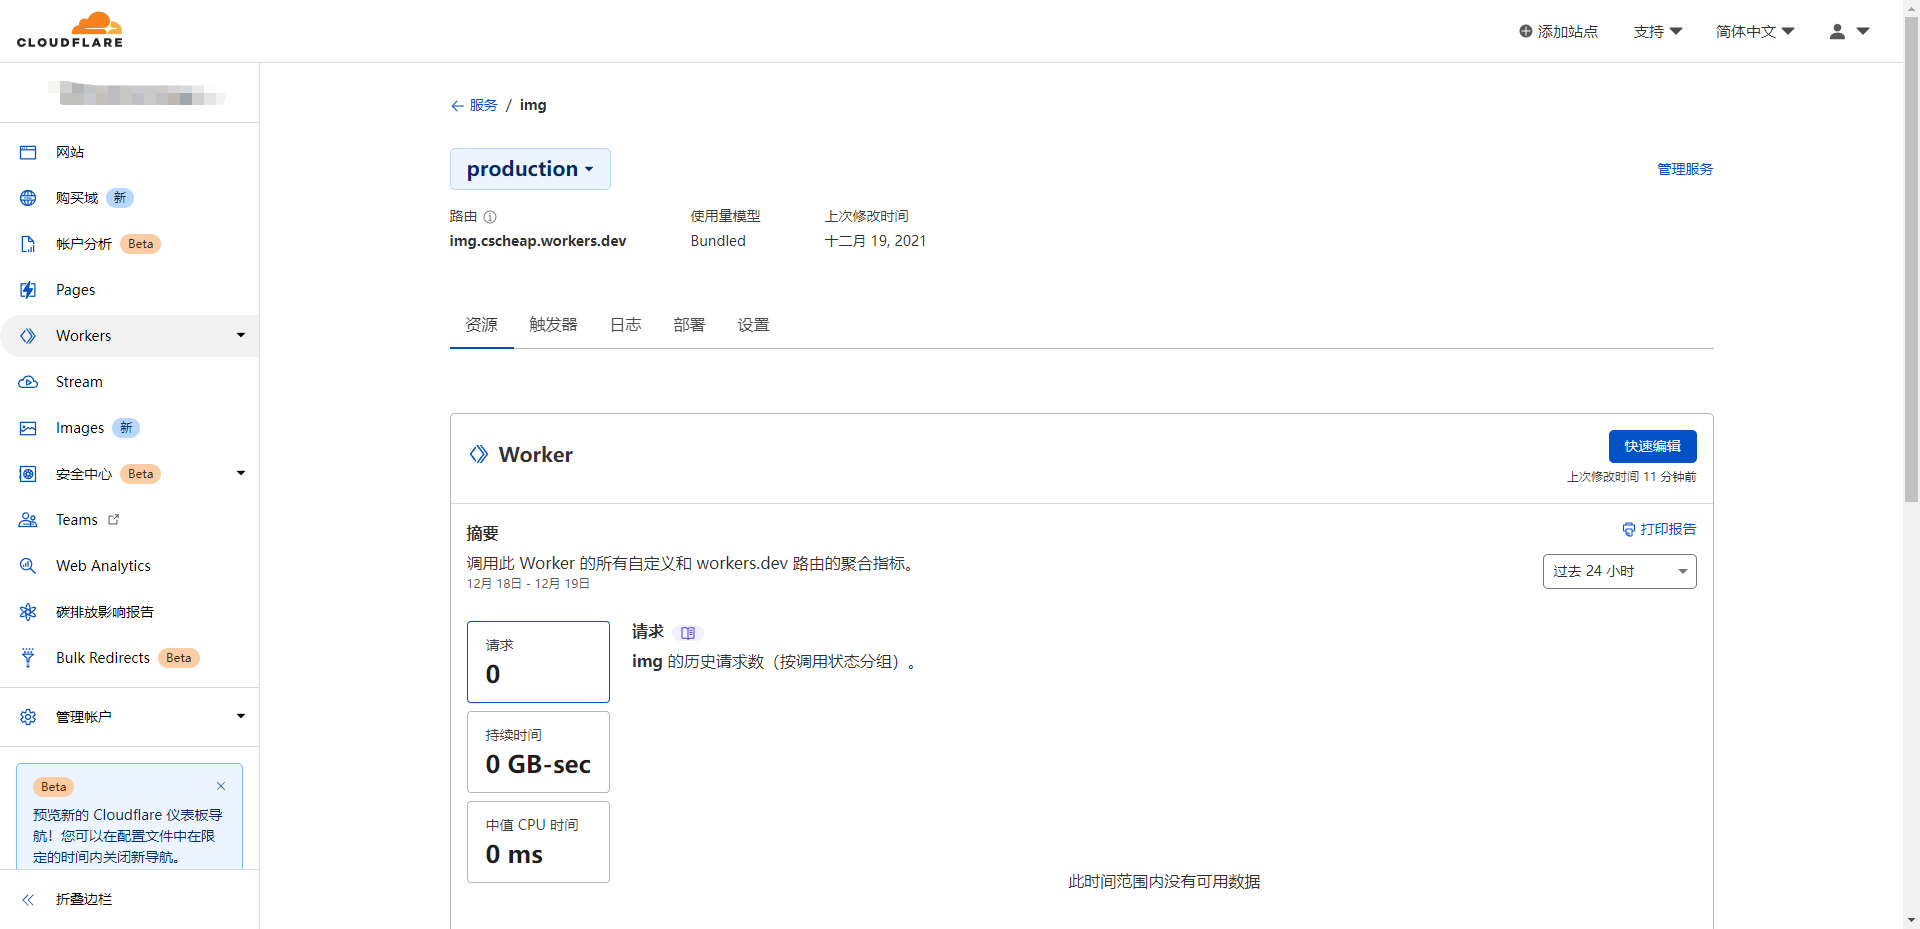 CLOUDFLARE
添加站点
支持
简体中文
网站
购买域 新
帐户分析 Beta
Pages
Workers
Stream
Images 新
安全中心 Beta
Teams
Web Analytics
碳排放影响报告
Bulk Redirects Beta
管理帐户
Beta
预览新的 Cloudflare 仪表板导
航！您可以在配置文件中在限
定的时间内关闭新导航。
折叠边栏
服务 / img
production
管理服务
路由
img.cscheap.workers.dev
使用量模型
Bundled
上次修改时间
十二月 19, 2021
资源
触发器
日志
部署
设置
Worker
快速编辑
上次修改时间 11 分钟前
摘要
打印报告
调用此 Worker 的所有自定义和 workers.dev 路由的聚合指标。
12月 18日 - 12月 19日
过去 24 小时
请求
0
持续时间
0 GB-sec
中值 CPU 时间
0 ms
请求
img 的历史请求数（按调用状态分组）。
此时间范围内没有可用数据